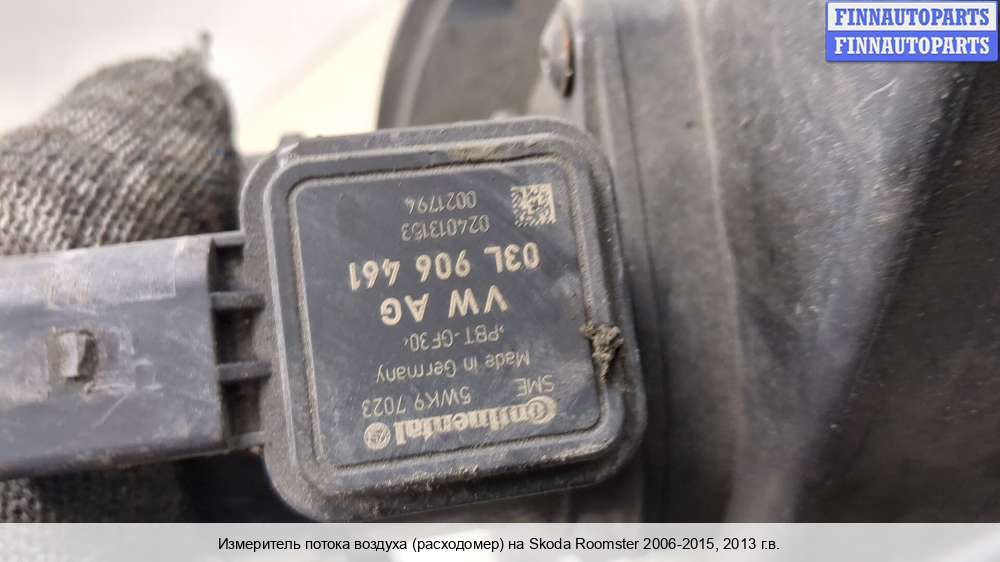 FINNAUTOPARTS
FINNAUTOPARTS
Continental
SME
5WK9 7023
Made in Germany
>PBT-GF30<
VW AG
03L 906 461
024013153
0021794
Измеритель потока воздуха (расходомер) на Skoda Roomster 2006-2015, 2013 г.в.